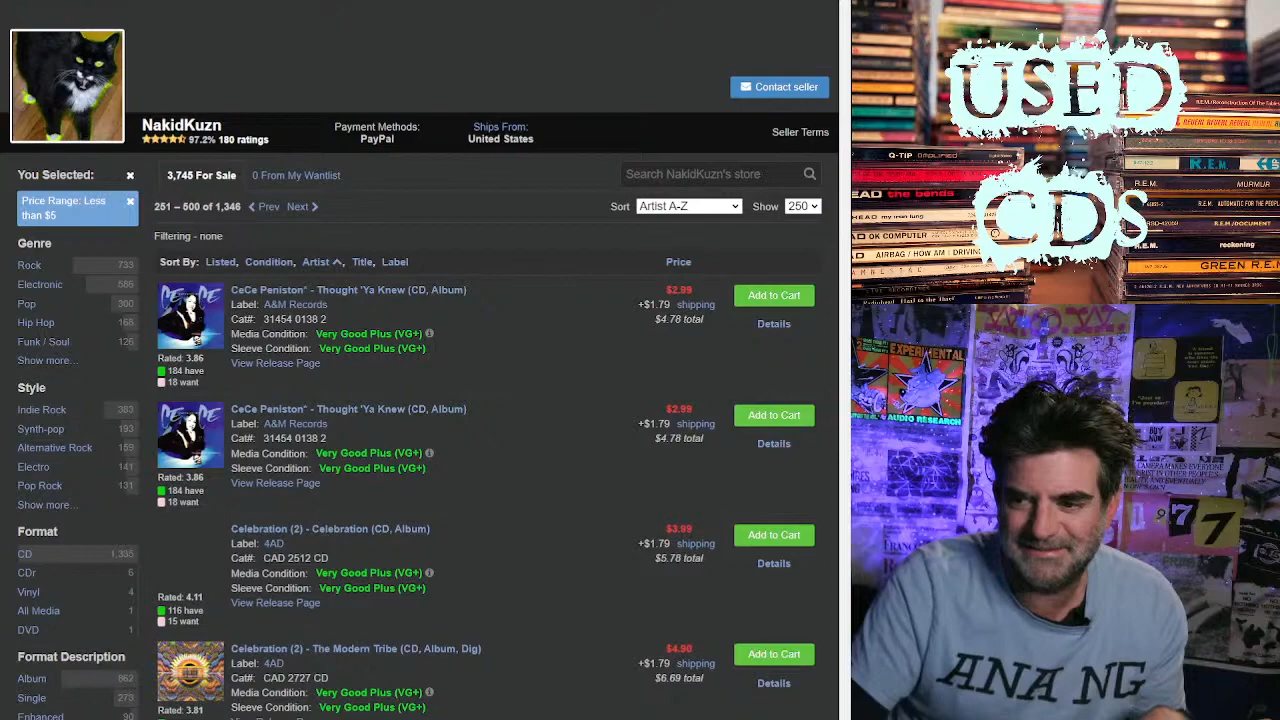 Contact seller
NakidKuzn
97.2% 180 ratings
Payment Methods:
PayPal
Ships From:
United States
Seller Terms
You Selected:
Price Range: Less
than $5
3,745 For Sale
0 From My Wantlist
Search NakidKuzn's store
Prev Next
Sort Artist A-Z
Show 250
Filtering - none
Sort By: Listed, Condition, Artist, Title, Label
Price
Genre
Rock 733
Electronic 586
Pop 360
Hip Hop 168
Funk / Soul 126
Show more...
Style
Indie Rock 383
Synth-pop 193
Alternative Rock 159
Electro 141
Pop Rock 131
Show more...
Format
CD 1,335
CDr 6
Vinyl 4
All Media 1
DVD 1
Format Description
Album 862
Single 273
Enhanced 90
CeCe Peniston - Thought 'Ya Knew (CD, Album)
Label: A&M Records
Cat#: 31454 0138 2
Media Condition: Very Good Plus (VG+)
Sleeve Condition: Very Good Plus (VG+)
View Release Page
Rated: 3.86
184 have
18 want
$2.99
+$1.79 shipping
$4.78 total
Add to Cart
Details
CeCe Peniston* - Thought 'Ya Knew (CD, Album)
Label: A&M Records
Cat#: 31454 0138 2
Media Condition: Very Good Plus (VG+)
Sleeve Condition: Very Good Plus (VG+)
View Release Page
Rated: 3.86
184 have
18 want
$2.99
+$1.79 shipping
$4.78 total
Add to Cart
Details
Celebration (2) - Celebration (CD, Album)
Label: 4AD
Cat#: CAD 2512 CD
Media Condition: Very Good Plus (VG+)
Sleeve Condition: Very Good Plus (VG+)
View Release Page
Rated: 4.11
116 have
15 want
$3.99
+$1.79 shipping
$5.78 total
Add to Cart
Details
Celebration (2) - The Modern Tribe (CD, Album, Dig)
Label: 4AD
Cat#: CAD 2727 CD
Media Condition: Very Good Plus (VG+)
Rated: 3.81
$4.90
+$1.79 shipping
$6.69 total
Add to Cart
Details
USED
CDS
Q-TIP
the bends
my iron lung
OK COMPUTER
AIRBAG / HOW AM I DRIVING
R.E.M.
R.E.M. MURMUR
R.E.M. AUTOMATIC FOR THE PEOPLE
R.E.M./DOCUMENT
R.E.M. reckoning
GREEN R.E.M.
W.O.W.
EXPERIMENTAL
AUDIO RESEARCH
977
ANA NG